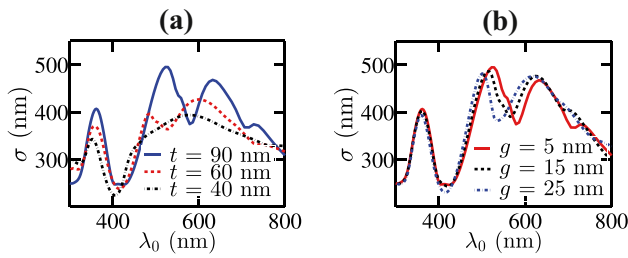 (a)
500
400
300
σ (nm)
t = 90 nm
t = 60 nm
t = 40 nm
400 600 800
λ₀ (nm)
(b)
500
400
300
σ (nm)
g = 5 nm
g = 15 nm
g = 25 nm
400 600 800
λ₀ (nm)